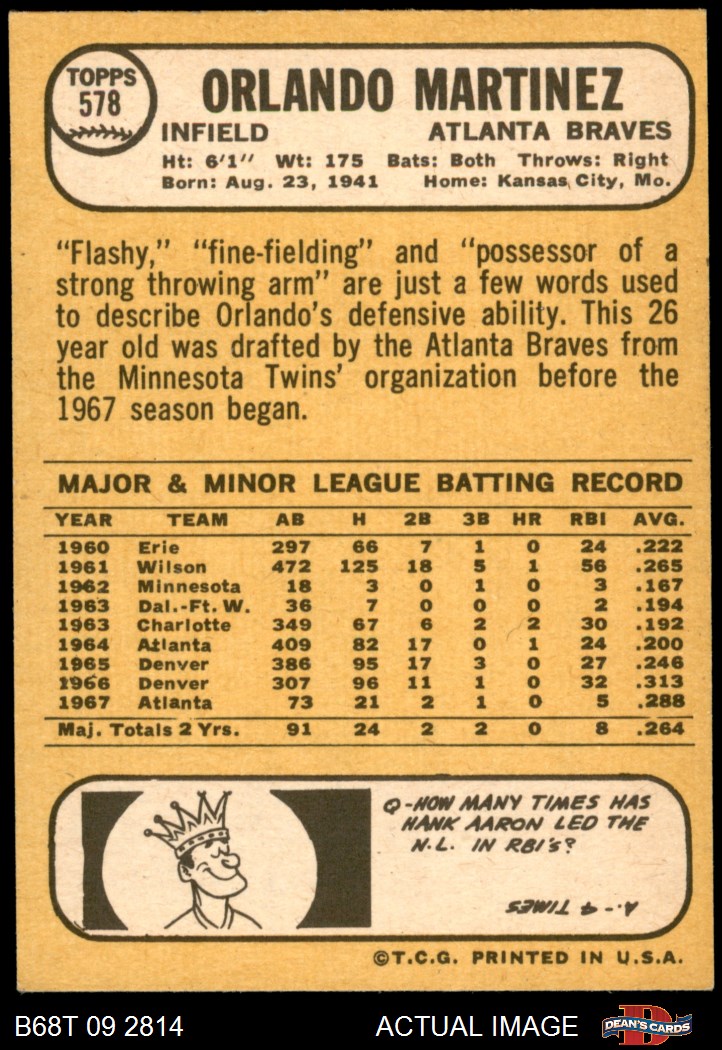 TOPPS
578
ORLANDO MARTINEZ
INFIELD ATLANTA BRAVES
Ht: 6'1" Wt: 175 Bats: Both Throws: Right
Born: Aug. 23, 1941 Home: Kansas City, Mo.
"Flashy," "fine-fielding" and "possessor of a
strong throwing arm" are just a few words used
to describe Orlando's defensive ability. This 26
year old was drafted by the Atlanta Braves from
the Minnesota Twins' organization before the
1967 season began.
MAJOR & MINOR LEAGUE BATTING RECORD
YEAR TEAM AB H 2B 3B HR RBI AVG.
1960 Erie 297 66 7 1 0 24 .222
1961 Wilson 472 125 18 5 1 56 .265
1962 Minnesota 18 3 0 1 0 3 .167
1963 Dal.-Ft. W. 36 7 0 0 0 2 .194
1963 Charlotte 349 67 6 2 2 30 .192
1964 Atlanta 409 82 17 0 1 24 .200
1965 Denver 386 95 17 3 0 27 .246
1966 Denver 307 96 11 1 0 32 .313
1967 Atlanta 73 21 2 1 0 5 .288
Maj. Totals 2 Yrs. 91 24 2 2 0 8 .264
Q-HOW MANY TIMES HAS
HANK AARON LED THE
N.L. IN RBI's?
A.-4 TIMES
©T.C.G. PRINTED IN U.S.A.
B68T 09 2814 ACTUAL IMAGE DEAN'S CARDS